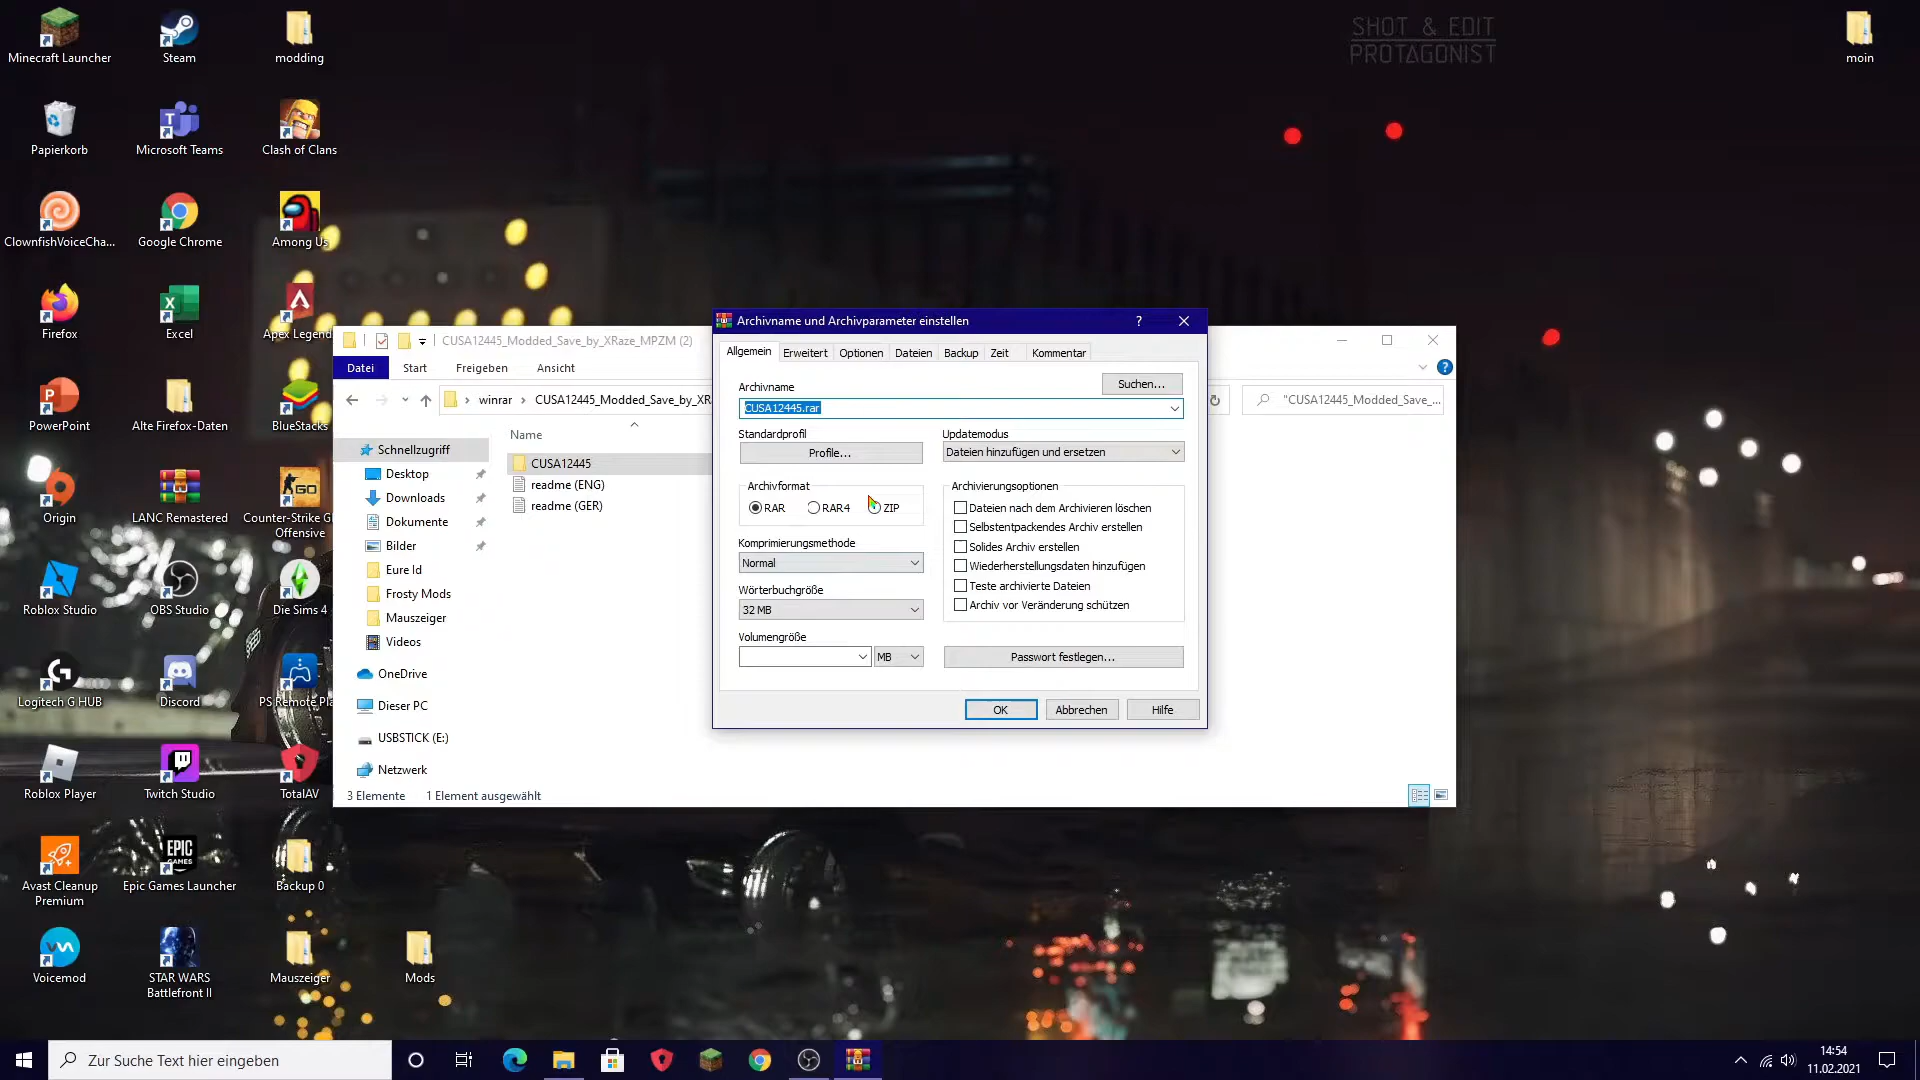 SHOT & EDIT
PROTAGONIST
Minecraft Launcher
Steam
modding
moin
Papierkorb
Microsoft Teams
Clash of Clans
ClownfishVoiceCha...
Google Chrome
Among Us
Firefox
Excel
Apex Legend
PowerPoint
Alte Firefox-Daten
BlueStacks
Origin
LANC Remastered
Counter-Strike Gl
Offensive
Roblox Studio
OBS Studio
Die Sims 4
Logitech G HUB
Discord
PS Remote Pla
Roblox Player
Twitch Studio
TotalAV
Avast Cleanup
Premium
EPIC
GAMES
Epic Games Launcher
Backup 0
Voicemod
STAR WARS
Battlefront II
Mauszeiger
Mods
CUSA12445_Modded_Save_by_XRaze_MPZM (2)
Datei
Start
Freigeben
Ansicht
winrar
CUSA12445_Modded_Save_by_XR
"CUSA12445_Modded_Save_...
Name
Schnellzugriff
Desktop
Downloads
Dokumente
Bilder
Eure Id
Frosty Mods
Mauszeiger
Videos
OneDrive
Dieser PC
USBSTICK (E:)
Netzwerk
CUSA12445
readme (ENG)
readme (GER)
3 Elemente
1 Element ausgewählt
Archivname und Archivparameter einstellen
?
Allgemein
Erweitert
Optionen
Dateien
Backup
Zeit
Kommentar
Archivname
Suchen...
CUSA12445.rar
Standardprofil
Updatemodus
Profile...
Dateien hinzufügen und ersetzen
Archivformat
RAR
RAR4
ZIP
Archivierungsoptionen
Dateien nach dem Archivieren löschen
Selbstentpackendes Archiv erstellen
Solides Archiv erstellen
Wiederherstellungsdaten hinzufügen
Teste archivierte Dateien
Archiv vor Veränderung schützen
Komprimierungsmethode
Normal
Wörterbuchgröße
32 MB
Volumengröße
MB
Passwort festlegen...
OK
Abbrechen
Hilfe
Zur Suche Text hier eingeben
14:54
11.02.2021